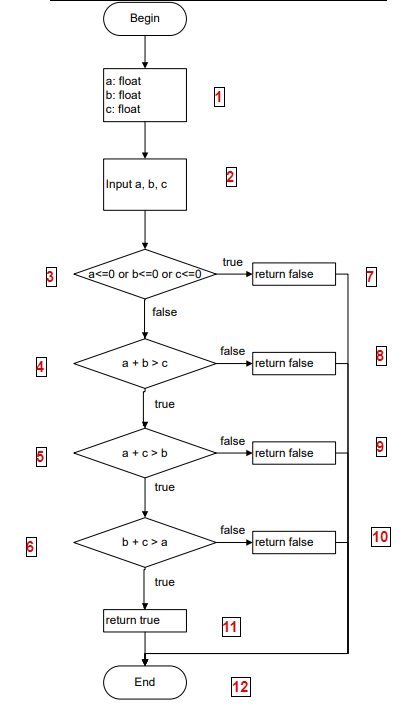 Begin
a: float
b: float
c: float
1
Input a, b, c
2
3
a<=0 or b<=0 or c<=0
true
return false
7
false
4
a + b > c
false
return false
8
true
5
a + c > b
false
return false
9
true
6
b + c > a
false
return false
10
true
return true
11
End
12